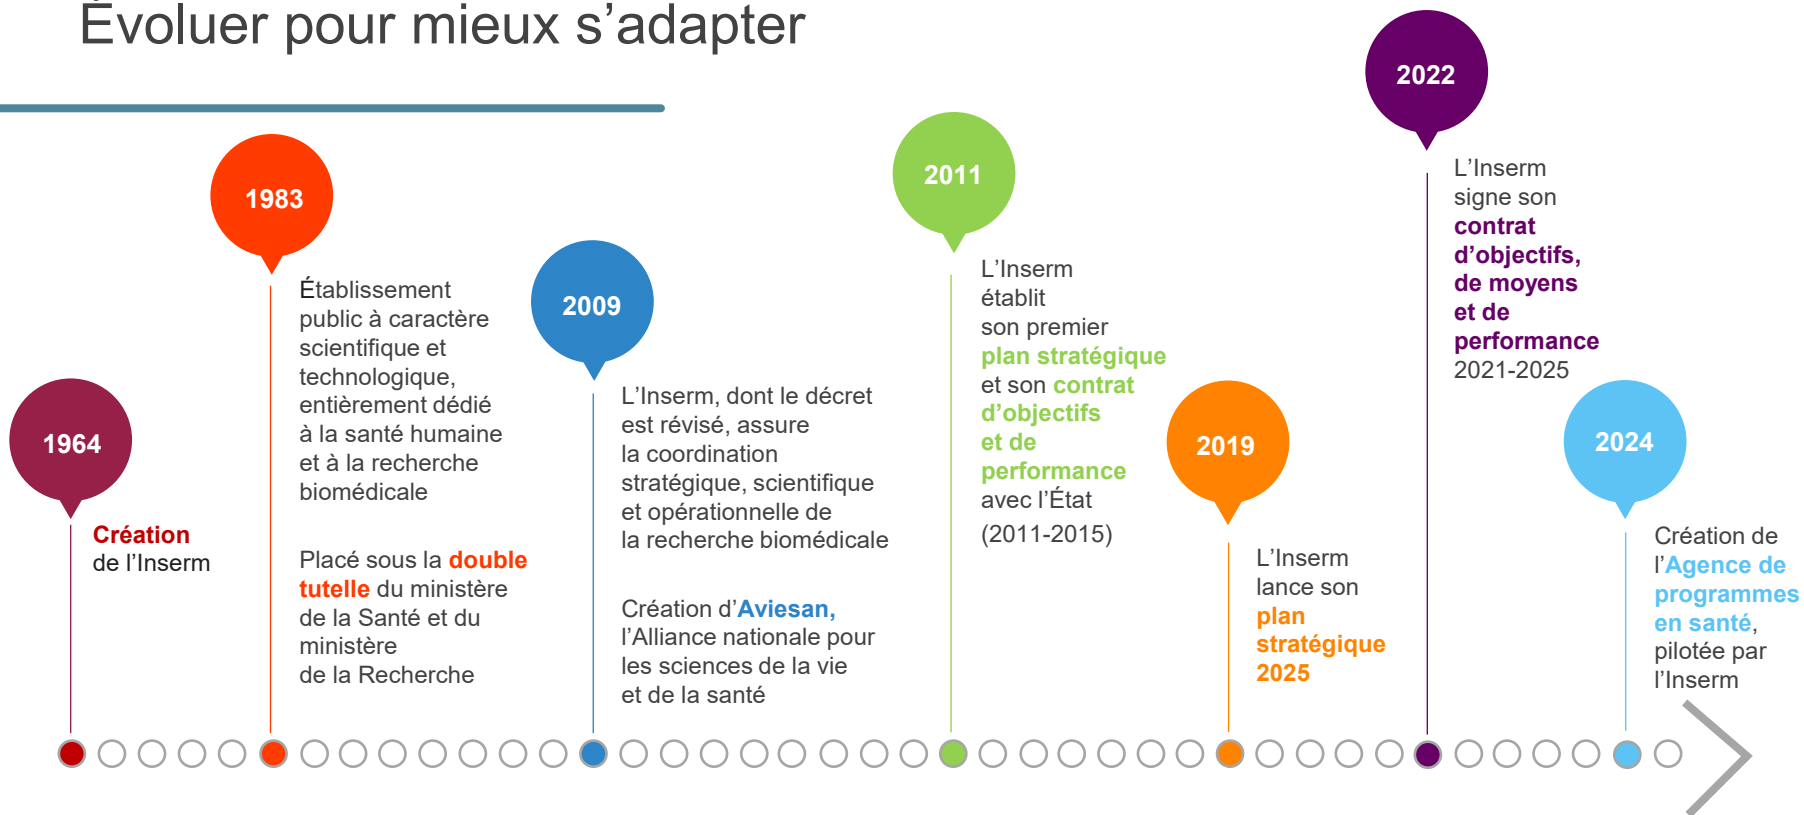 Évoluer pour mieux s’adapter
1964
Création
de l’Inserm
1983
Établissement
public à caractère
scientifique et
technologique,
entièrement dédié
à la santé humaine
et à la recherche
biomédicale
Placé sous la double
tutelle du ministère
de la Santé et du
ministère
de la Recherche
2009
L’Inserm, dont le décret
est révisé, assure
la coordination
stratégique, scientifique
et opérationnelle de
la recherche biomédicale
Création d’Aviesan,
l’Alliance nationale pour
les sciences de la vie
et de la santé
2011
L’Inserm
établit
son premier
plan stratégique
et son contrat
d’objectifs
et de
performance
avec l’État
(2011-2015)
2019
L’Inserm
lance son
plan
stratégique
2025
2022
L’Inserm
signe son
contrat
d’objectifs,
de moyens
et de
performance
2021-2025
2024
Création de
l’Agence de
programmes
en santé,
pilotée par
l’Inserm